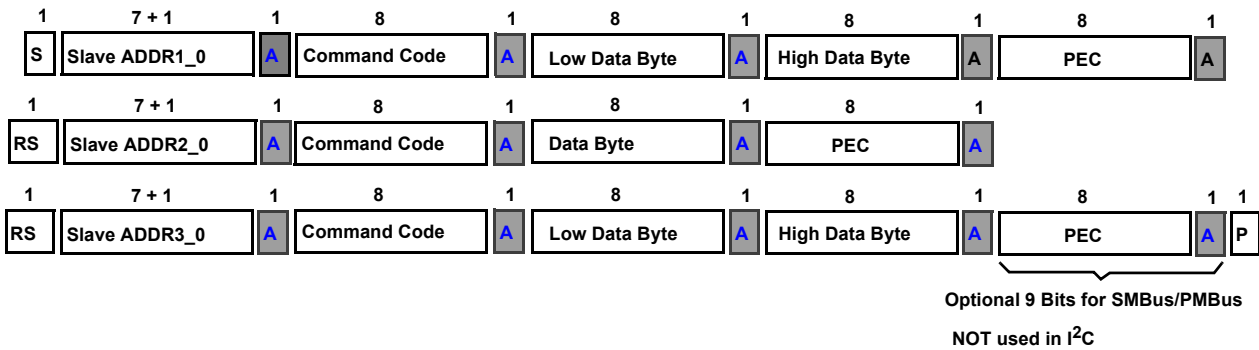 1 7 + 1 1 8 1 8 1 8 1 8 1
S Slave ADDR1_0 A Command Code A Low Data Byte A High Data Byte A PEC A
1 7 + 1 1 8 1 8 1 8 1
RS Slave ADDR2_0 A Command Code A Data Byte A PEC A
1 7 + 1 1 8 1 8 1 8 1 8 1 1
RS Slave ADDR3_0 A Command Code A Low Data Byte A High Data Byte A PEC A P
Optional 9 Bits for SMBus/PMBus
NOT used in I²C